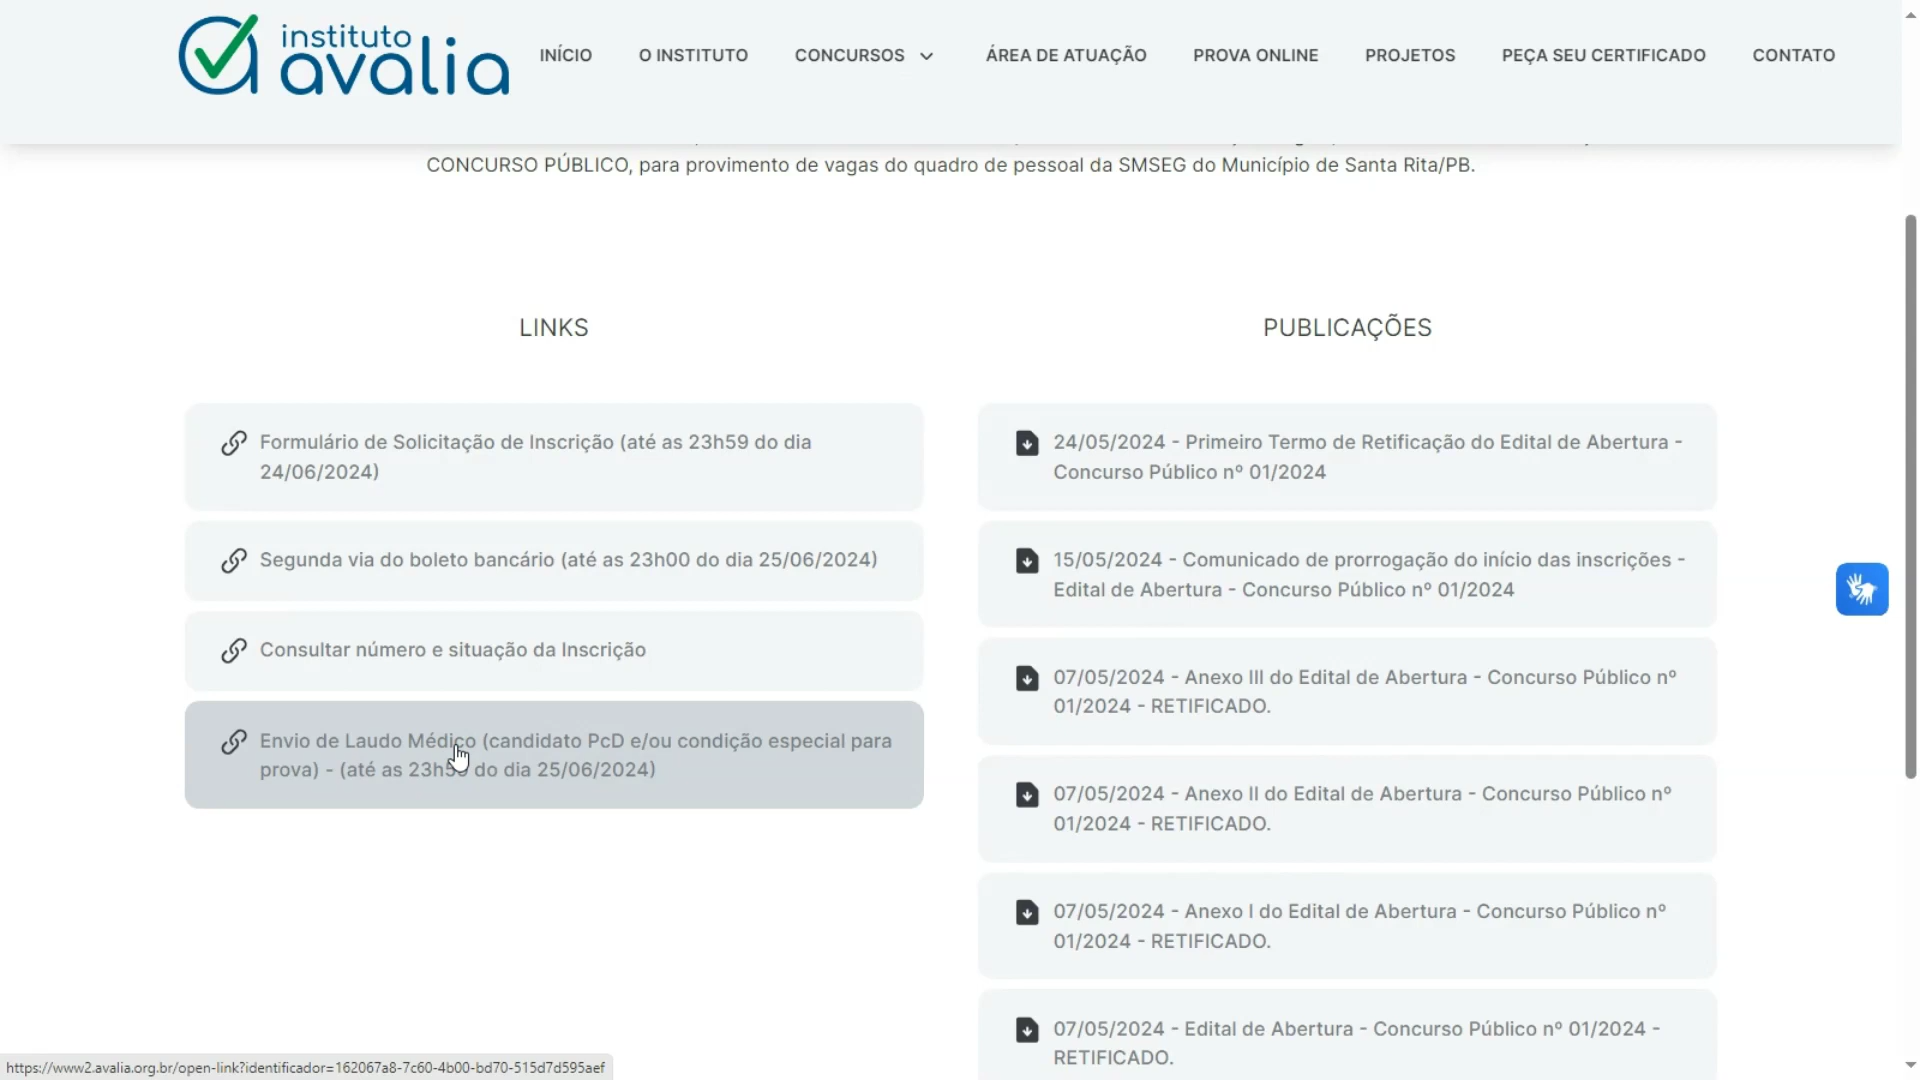 instituto
avalia
INÍCIO O INSTITUTO CONCURSOS ÁREA DE ATUAÇÃO PROVA ONLINE PROJETOS PEÇA SEU CERTIFICADO CONTATO
CONCURSO PÚBLICO, para provimento de vagas do quadro de pessoal da SMSEG do Município de Santa Rita/PB.
LINKS
Formulário de Solicitação de Inscrição (até as 23h59 do dia
24/06/2024)
Segunda via do boleto bancário (até as 23h00 do dia 25/06/2024)
Consultar número e situação da Inscrição
Envio de Laudo Médico (candidato PcD e/ou condição especial para
prova) - (até as 23h59 do dia 25/06/2024)
PUBLICAÇÕES
24/05/2024 - Primeiro Termo de Retificação do Edital de Abertura -
Concurso Público nº 01/2024
15/05/2024 - Comunicado de prorrogação do início das inscrições -
Edital de Abertura - Concurso Público nº 01/2024
07/05/2024 - Anexo III do Edital de Abertura - Concurso Público nº
01/2024 - RETIFICADO.
07/05/2024 - Anexo II do Edital de Abertura - Concurso Público nº
01/2024 - RETIFICADO.
07/05/2024 - Anexo I do Edital de Abertura - Concurso Público nº
01/2024 - RETIFICADO.
07/05/2024 - Edital de Abertura - Concurso Público nº 01/2024 -
RETIFICADO.
https://www2.avalia.org.br/open-link?identificador=162067a8-7c60-4b00-bd70-515d7d595aef